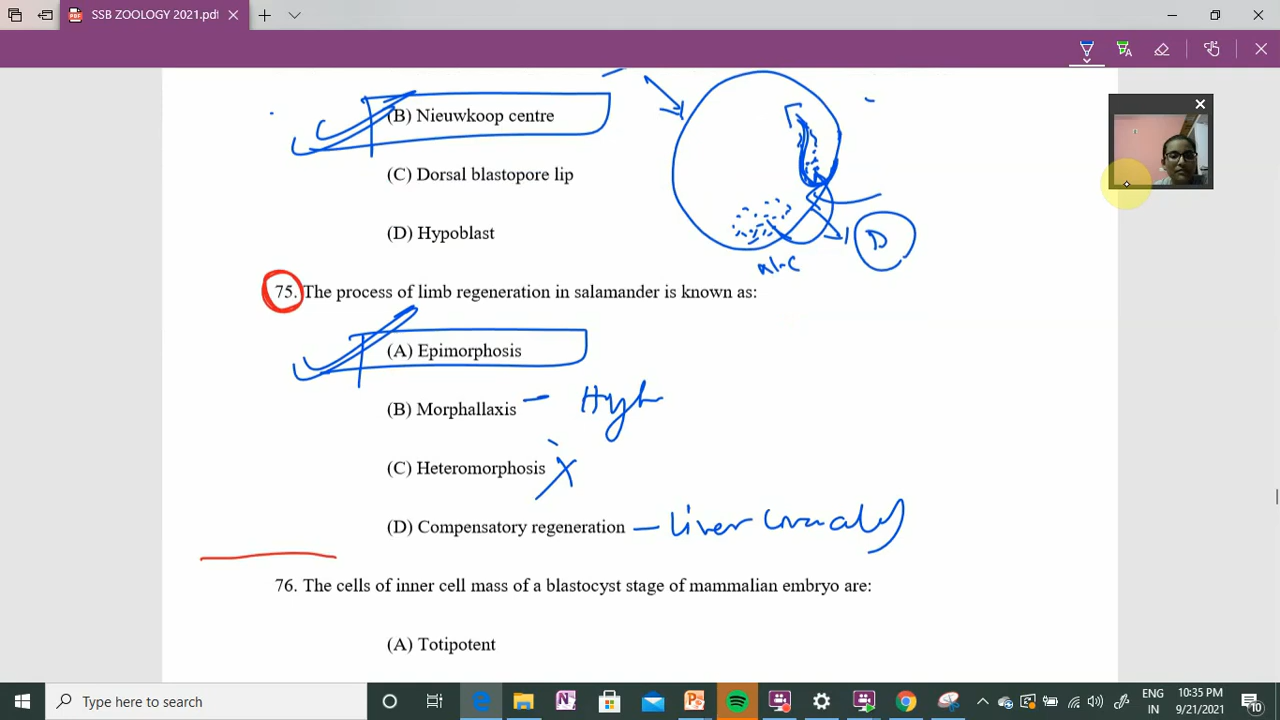 SSB ZOOLOGY 2021.pdf
(B) Nieuwkoop centre
(C) Dorsal blastopore lip
(D) Hypoblast
D
75. The process of limb regeneration in salamander is known as:
(A) Epimorphosis
(B) Morphallaxis –
(C) Heteromorphosis X
(D) Compensatory regeneration – Liver
76. The cells of inner cell mass of a blastocyst stage of mammalian embryo are:
(A) Totipotent
Type here to search
ENG
IN
10:35 PM
9/21/2021
10